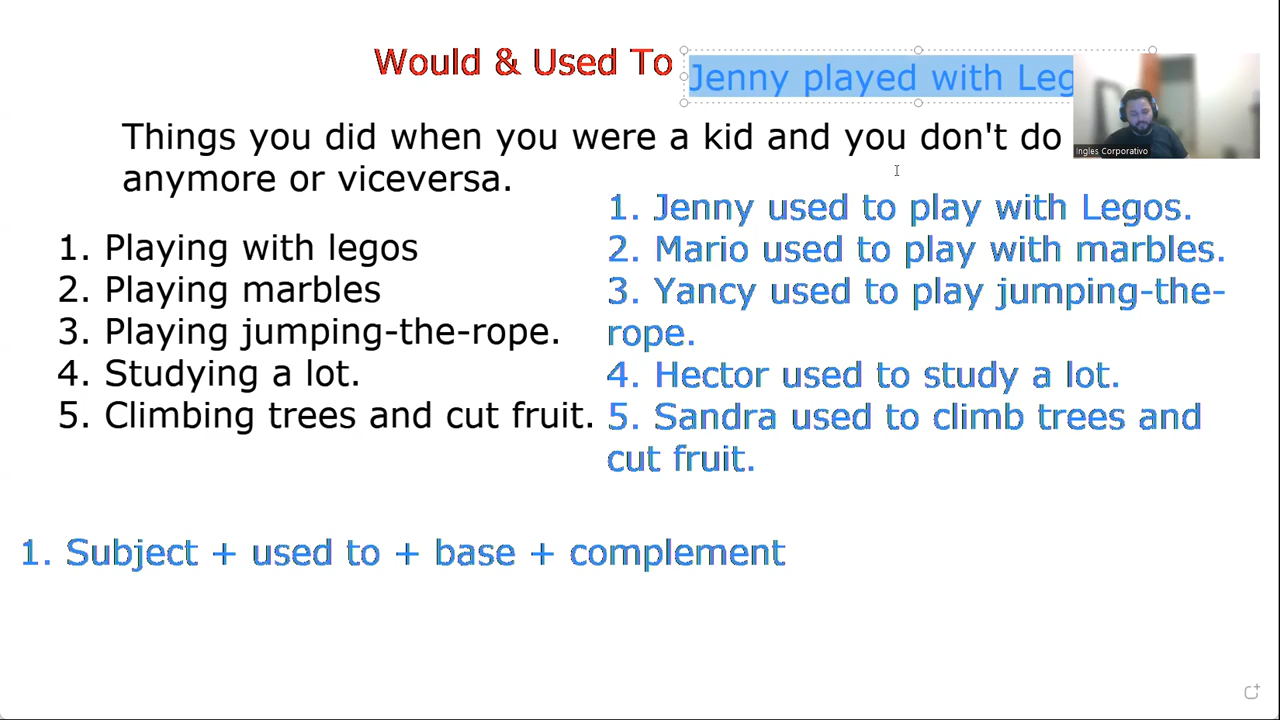 Would & Used To
Jenny played with Leg
Ingles Corporativo
Things you did when you were a kid and you don't do
anymore or viceversa.
1. Playing with legos
2. Playing marbles
3. Playing jumping-the-rope.
4. Studying a lot.
5. Climbing trees and cut fruit.
1. Jenny used to play with Legos.
2. Mario used to play with marbles.
3. Yancy used to play jumping-the-
rope.
4. Hector used to study a lot.
5. Sandra used to climb trees and
cut fruit.
1. Subject + used to + base + complement